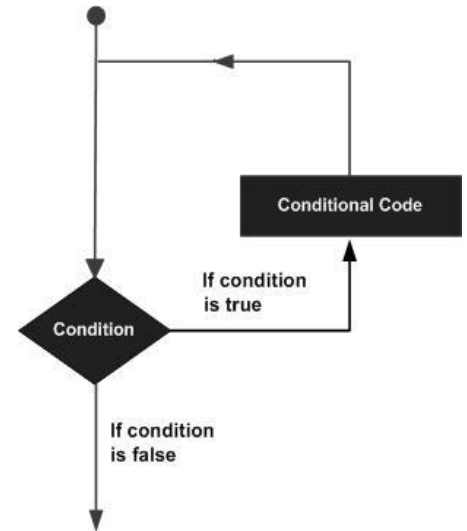 Conditional Code
If condition
is true
Condition
If condition
is false